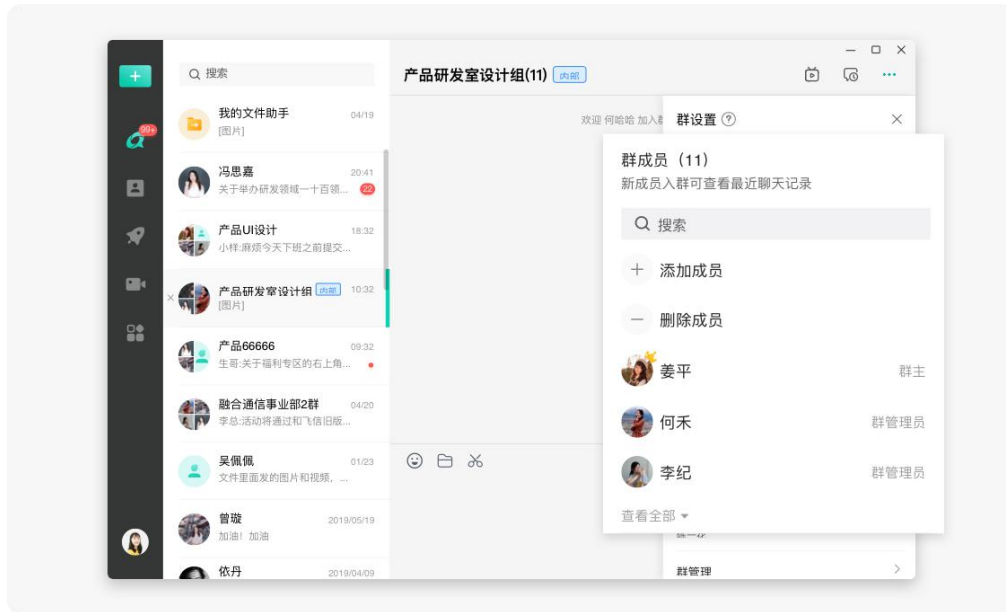 搜索
99+
我的文件助手 04/19
[图片]
冯思嘉 20:41
关于举办研发领域一十百领... 22
产品UI设计 18:32
小样:麻烦今天下班之前提交...
产品研发室设计组 内部 10:32
[图片]
产品66666 09:32
生哥:关于福利专区的右上角...
融合通信事业部2群 04/20
李总:活动将通过和飞信旧版...
吴佩佩 01/23
文件里面发的图片和视频，...
曾璇 2019/05/19
加油！加油
依丹 2019/04/09
产品研发室设计组(11) 内部
欢迎 何哈哈 加入
群设置
群成员（11）
新成员入群可查看最近聊天记录
搜索
添加成员
删除成员
姜平 群主
何禾 群管理员
李纪 群管理员
查看全部
群管理